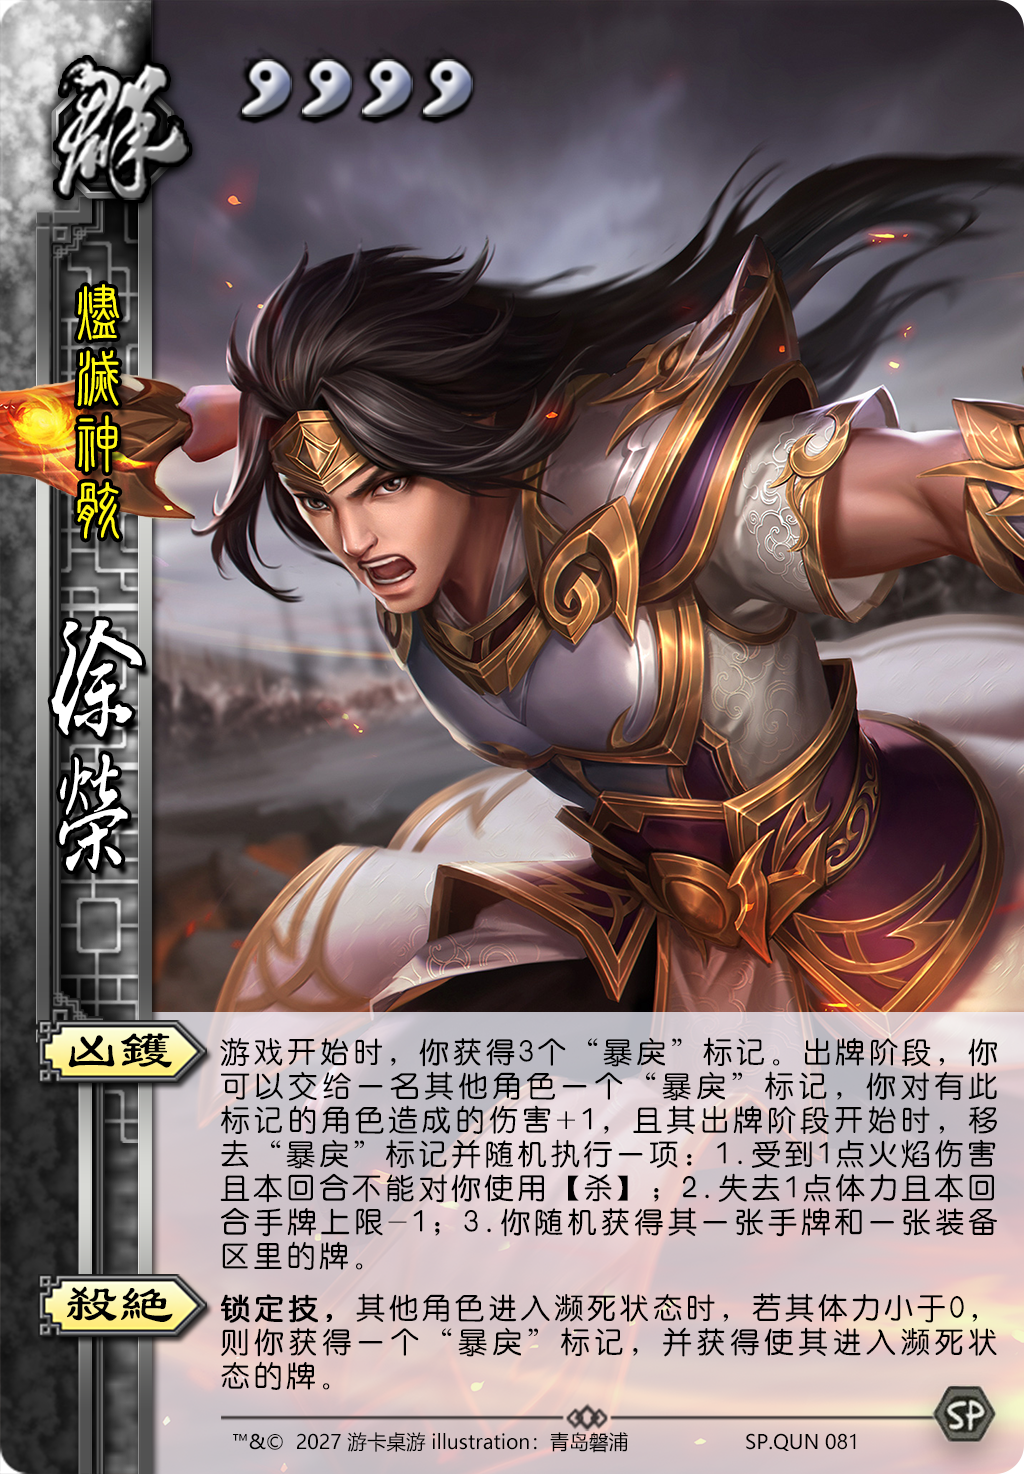 群
燼滅神骸
徐榮
凶鑊
游戏开始时，你获得3个“暴戾”标记。出牌阶段，你
可以交给一名其他角色一个“暴戾”标记，你对有此
标记的角色造成的伤害+1，且其出牌阶段开始时，移
去“暴戾”标记并随机执行一项：1.受到1点火焰伤害
且本回合不能对你使用【杀】；2.失去1点体力且本回
合手牌上限-1；3.你随机获得其一张手牌和一张装备
区里的牌。
殺絶
锁定技，其他角色进入濒死状态时，若其体力小于0，
则你获得一个“暴戾”标记，并获得使其进入濒死状
态的牌。
SP
™&© 2027 游卡桌游 illustration：青岛磐浦 SP.QUN 081